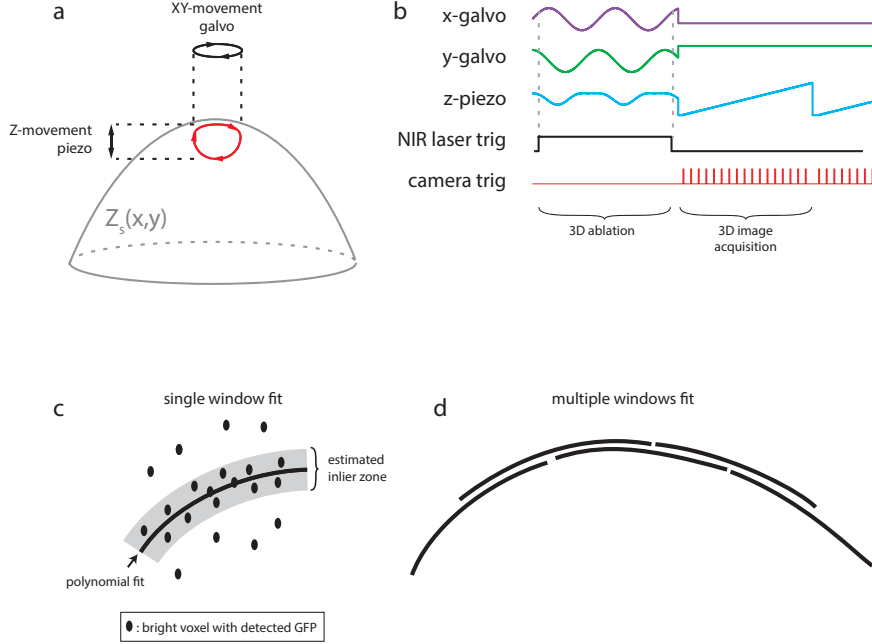 a
XY-movement
galvo
Z-movement
piezo
Zs(x,y)
b
x-galvo
y-galvo
z-piezo
NIR laser trig
camera trig
3D ablation
3D image
acquisition
c
single window fit
estimated
inlier zone
polynomial fit
: bright voxel with detected GFP
d
multiple windows fit